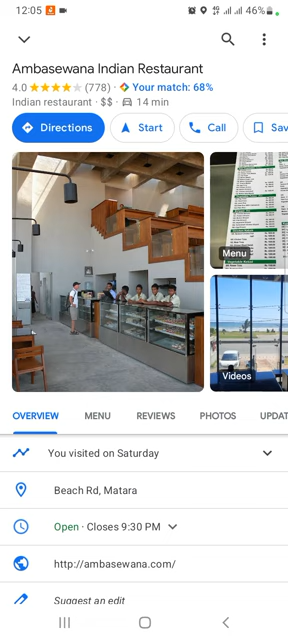 12:05 46%
Ambasewana Indian Restaurant
4.0 (778) · Your match: 68%
Indian restaurant · $$ · 14 min
Directions Start Call Sav
Menu
Videos
OVERVIEW MENU REVIEWS PHOTOS UPDAT
You visited on Saturday
Beach Rd, Matara
Open · Closes 9:30 PM
http://ambasewana.com/
Suggest an edit